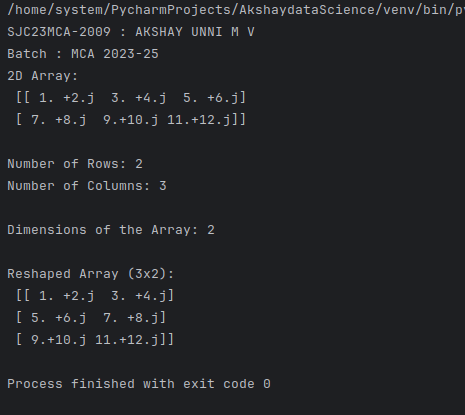 /home/system/PycharmProjects/AkshaydataScience/venv/bin/
SJC23MCA-2009 : AKSHAY UNNI M V
Batch : MCA 2023-25
2D Array:
 [[ 1. +2.j  3. +4.j  5. +6.j]
 [ 7. +8.j  9.+10.j 11.+12.j]]
Number of Rows: 2
Number of Columns: 3
Dimensions of the Array: 2
Reshaped Array (3x2):
 [[ 1. +2.j  3. +4.j]
 [ 5. +6.j  7. +8.j]
 [ 9.+10.j 11.+12.j]]
Process finished with exit code 0